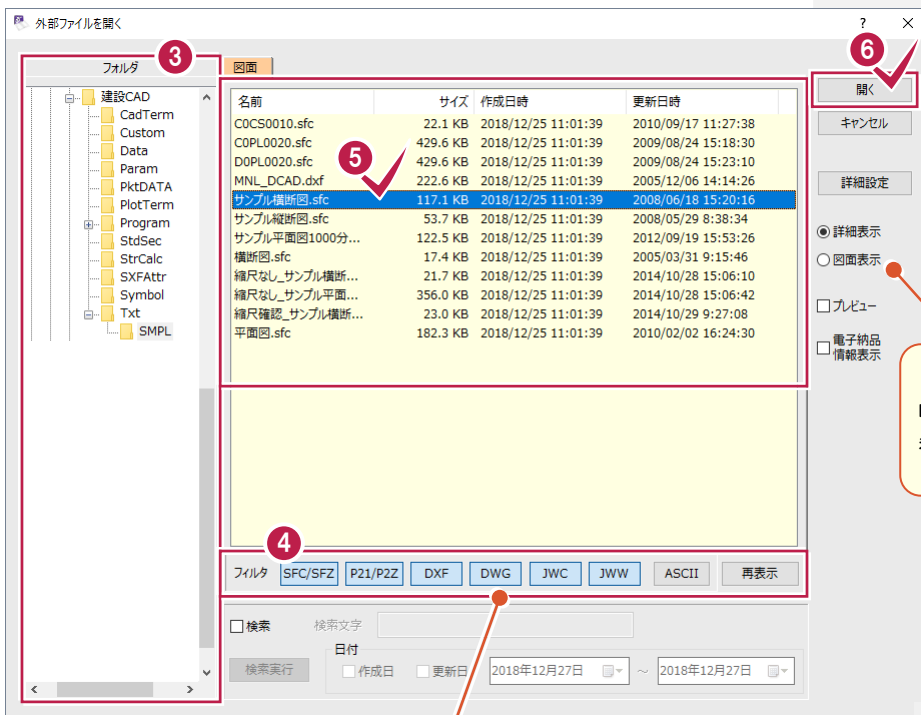 外部ファイルを開く
? ×
3
フォルダ
建設CAD
CadTerm
Custom
Data
Param
PktDATA
PlotTerm
Program
StdSec
StrCalc
SXFAttr
Symbol
Txt
SMPL
図面
名前 サイズ 作成日時 更新日時
C0CS0010.sfc 22.1 KB 2018/12/25 11:01:39 2010/09/17 11:27:38
C0PL0020.sfc 429.6 KB 2018/12/25 11:01:39 2009/08/24 15:18:30
D0PL0020.sfc 429.6 KB 2018/12/25 11:01:39 2009/08/24 15:23:10
MNL_DCAD.dxf 222.6 KB 2018/12/25 11:01:39 2005/12/06 14:14:26
サンプル横断図.sfc 117.1 KB 2018/12/25 11:01:39 2008/06/18 15:20:16
サンプル縦断図.sfc 53.7 KB 2018/12/25 11:01:39 2008/05/29 8:38:34
サンプル平面図1000分... 122.5 KB 2018/12/25 11:01:39 2012/09/19 15:53:26
横断図.sfc 17.4 KB 2018/12/25 11:01:39 2005/03/31 9:15:46
縮尺なし_サンプル横断... 21.7 KB 2018/12/25 11:01:39 2014/10/28 15:06:10
縮尺なし_サンプル平面... 356.0 KB 2018/12/25 11:01:39 2014/10/28 15:06:42
縮尺確認_サンプル横断... 23.0 KB 2018/12/25 11:01:39 2014/10/29 9:27:08
平面図.sfc 182.3 KB 2018/12/25 11:01:39 2010/02/02 16:24:30
5
4
フィルタ SFC/SFZ P21/P2Z DXF DWG JWC JWW ASCII 再表示
検索 検索文字
日付
検索実行 作成日 更新日 2018年12月27日 ～ 2018年12月27日
6
開く
キャンセル
詳細設定
詳細表示
図面表示
プレビュー
電子納品
情報表示